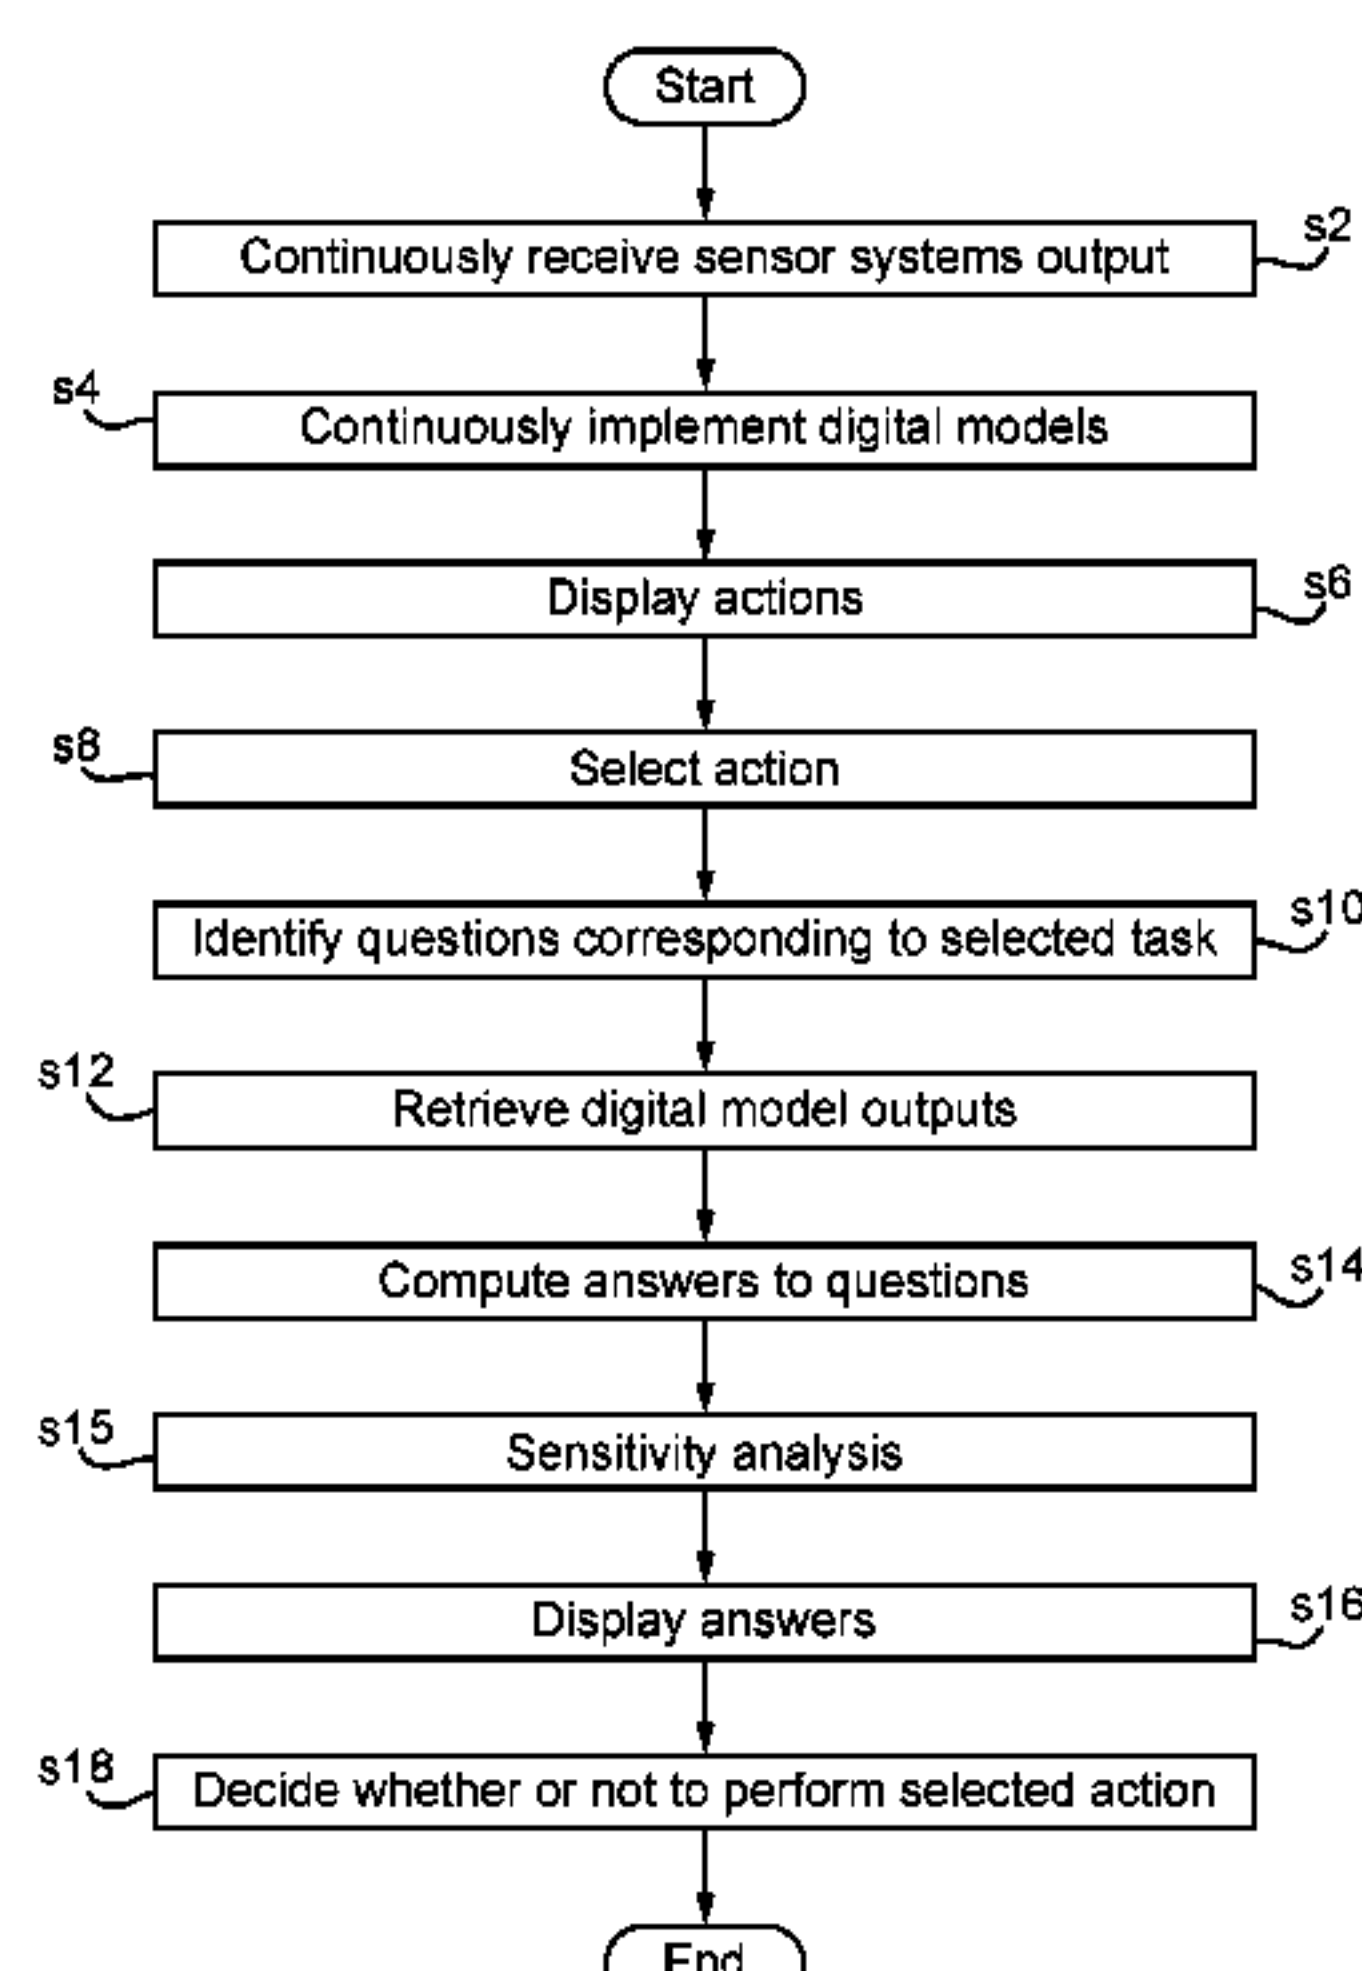 Start
Continuously receive sensor systems output
s2
s4
Continuously implement digital models
Display actions
s6
s8
Select action
Identify questions corresponding to selected task
s10
s12
Retrieve digital model outputs
Compute answers to questions
s14
s15
Sensitivity analysis
Display answers
s16
s18
Decide whether or not to perform selected action
End